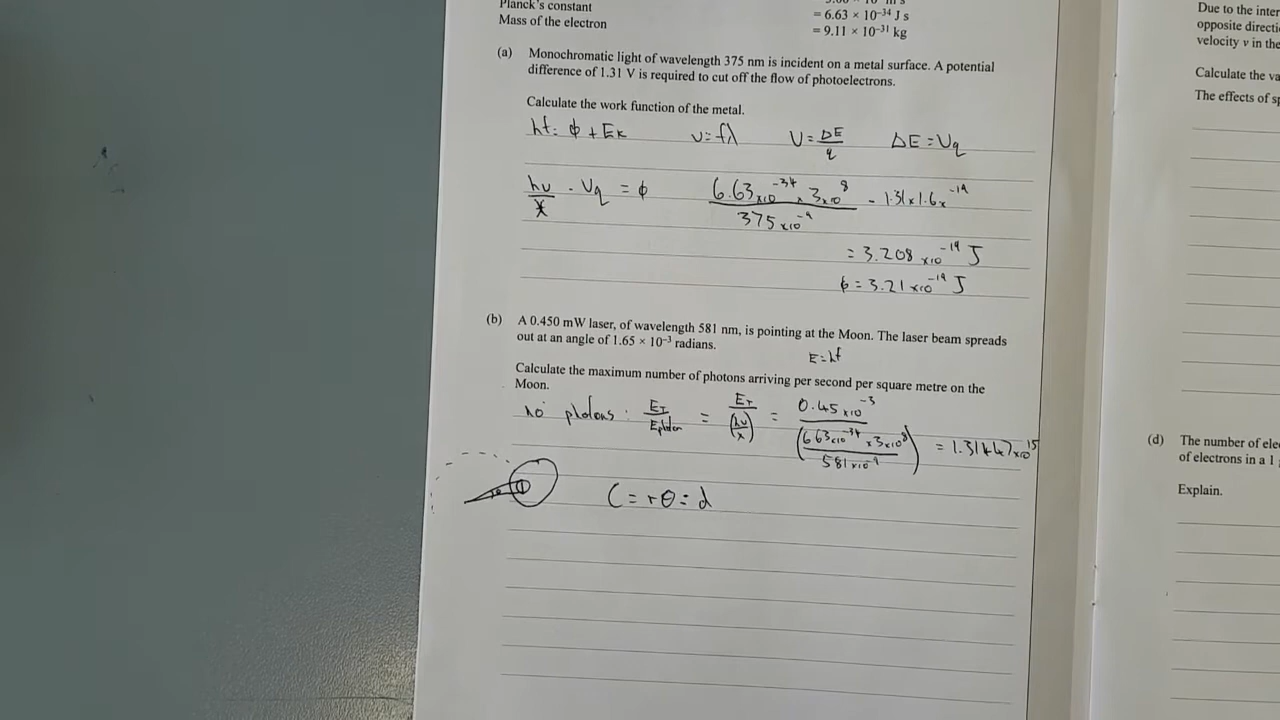 Planck's constant = 6.63 × 10⁻³⁴ J s
Mass of the electron = 9.11 × 10⁻³¹ kg
(a) Monochromatic light of wavelength 375 nm is incident on a metal surface. A potential
difference of 1.31 V is required to cut off the flow of photoelectrons.
Calculate the work function of the metal.
hf = ϕ + Eₖ v = fλ V = ΔE/q ΔE = Vq
hv/λ - Vq = ϕ (6.63×10⁻³⁴ × 3×10⁸)/(375×10⁻⁹) - 1.31×1.6×⁻¹⁹
= 3.208 ×10⁻¹⁹ J
ϕ = 3.21 ×10⁻¹⁹ J
(b) A 0.450 mW laser, of wavelength 581 nm, is pointing at the Moon. The laser beam spreads
out at an angle of 1.65 × 10⁻³ radians.
E=hf
Calculate the maximum number of photons arriving per second per square metre on the
Moon.
no photons: E_T/E_photon = E_T/(hv/λ) = 0.45×10⁻³/((6.63×10⁻³⁴ × 3×10⁸)/(581×10⁻⁹)) = 1.31447×10¹⁵
C = rθ = d
Due to the inter
opposite directi
velocity v in the
Calculate the va
The effects of sp
(d) The number of ele
of electrons in a 1
Explain.